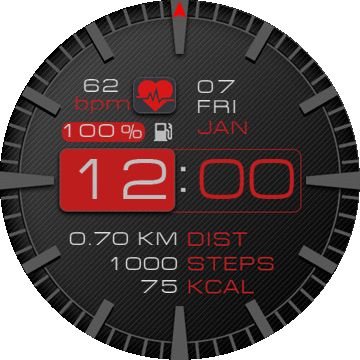 62
bpm
100%
07
FRI
JAN
12:00
0.70 KM DIST
1000 STEPS
75 KCAL